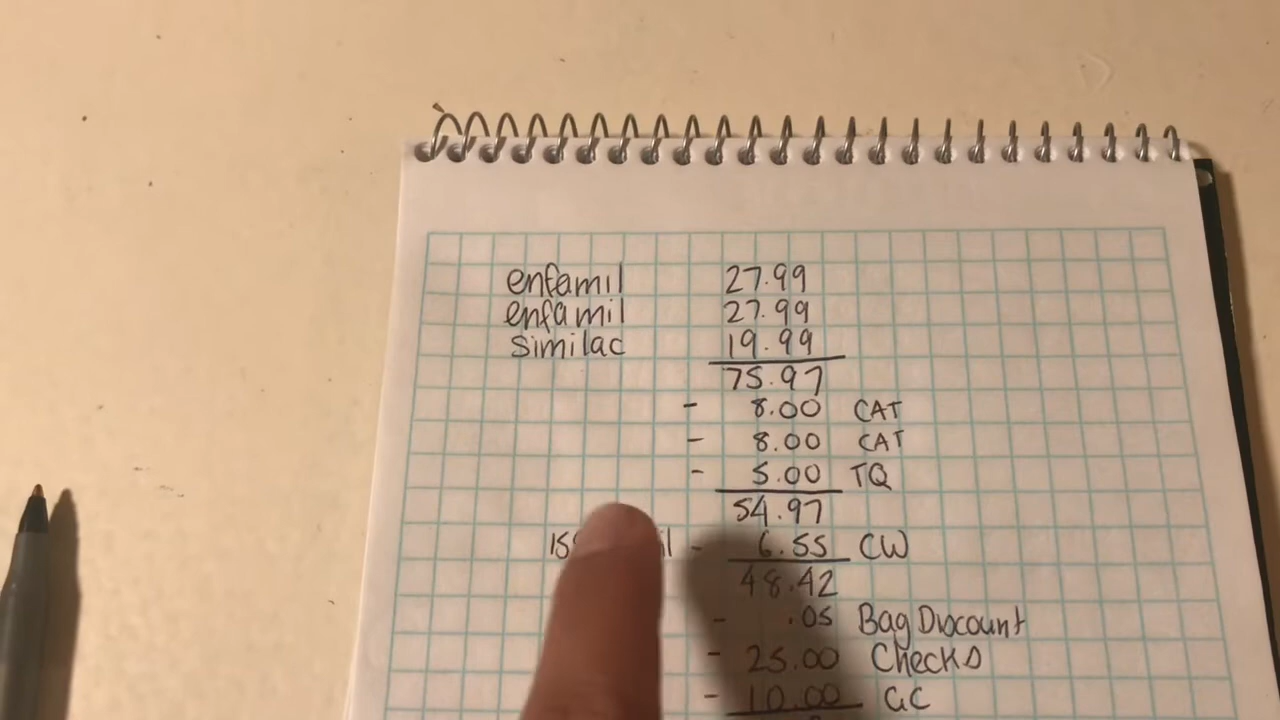 enfamil 27.99
enfamil 27.99
similac 19.99
75.97
- 8.00 CAT
- 8.00 CAT
- 5.00 TQ
54.97
- 6.55 CW
48.42
- .05 Bag Discount
- 25.00 Checks
- 10.00 GC